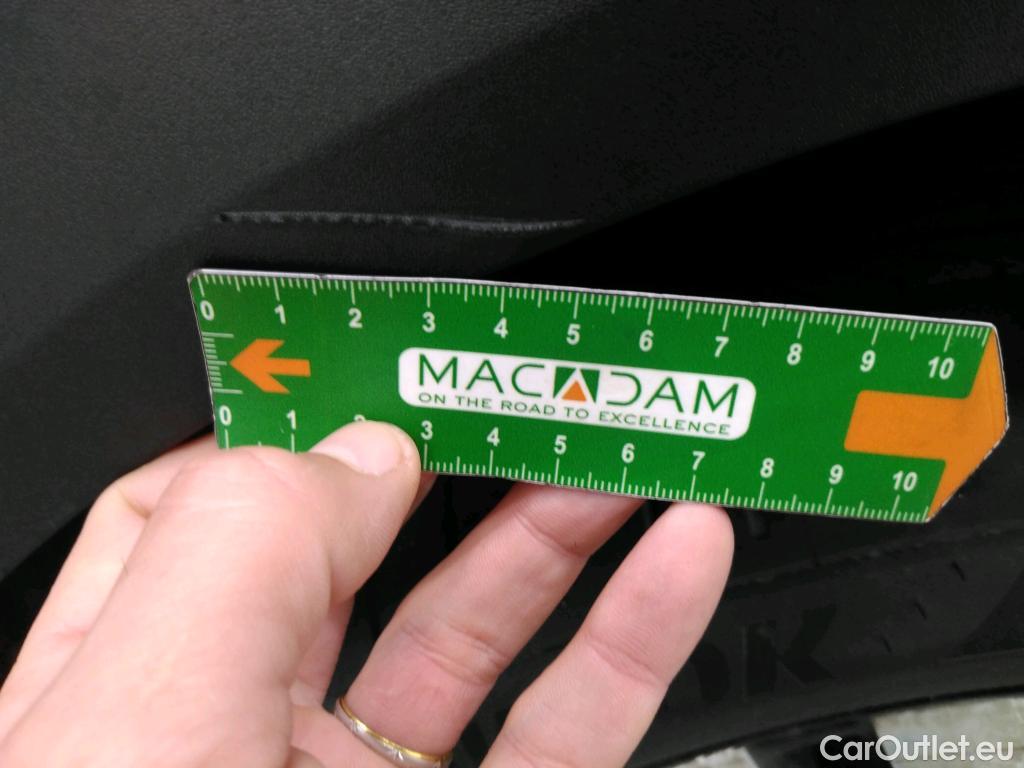 0 1 2 3 4 5 6 7 8 9 10
MACADAM
ON THE ROAD TO EXCELLENCE
0 1 3 4 5 6 7 8 9 10
CarOutlet.eu